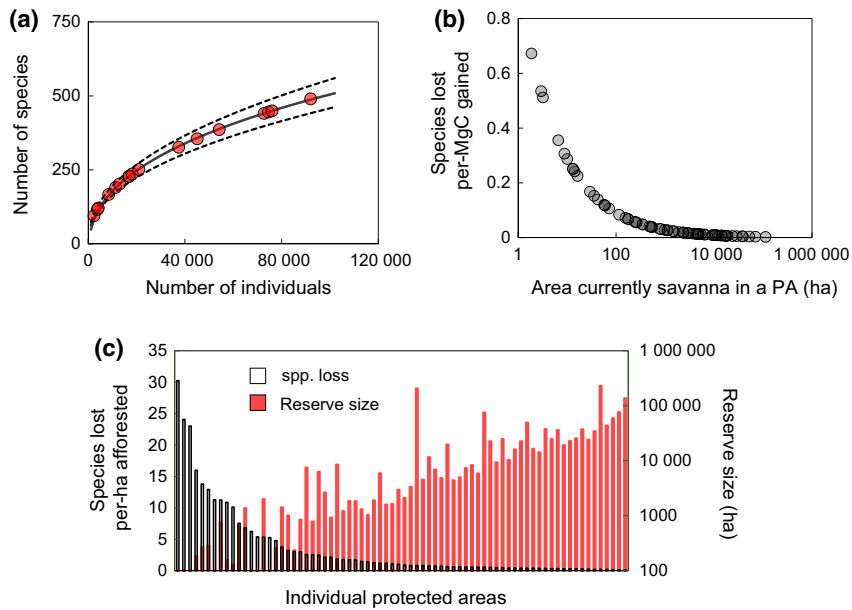 (a)
750
500
250
0
Number of species
0
40 000
80 000
120 000
Number of individuals
(b)
0.8
0.6
0.4
0.2
0
Species lost
per-MgC gained
1
100
10 000
1 000 000
Area currently savanna in a PA (ha)
(c)
35
30
25
20
15
10
5
0
Species lost
per-ha afforested
spp. loss
Reserve size
1 000 000
100 000
10 000
1000
100
Reserve size (ha)
Individual protected areas